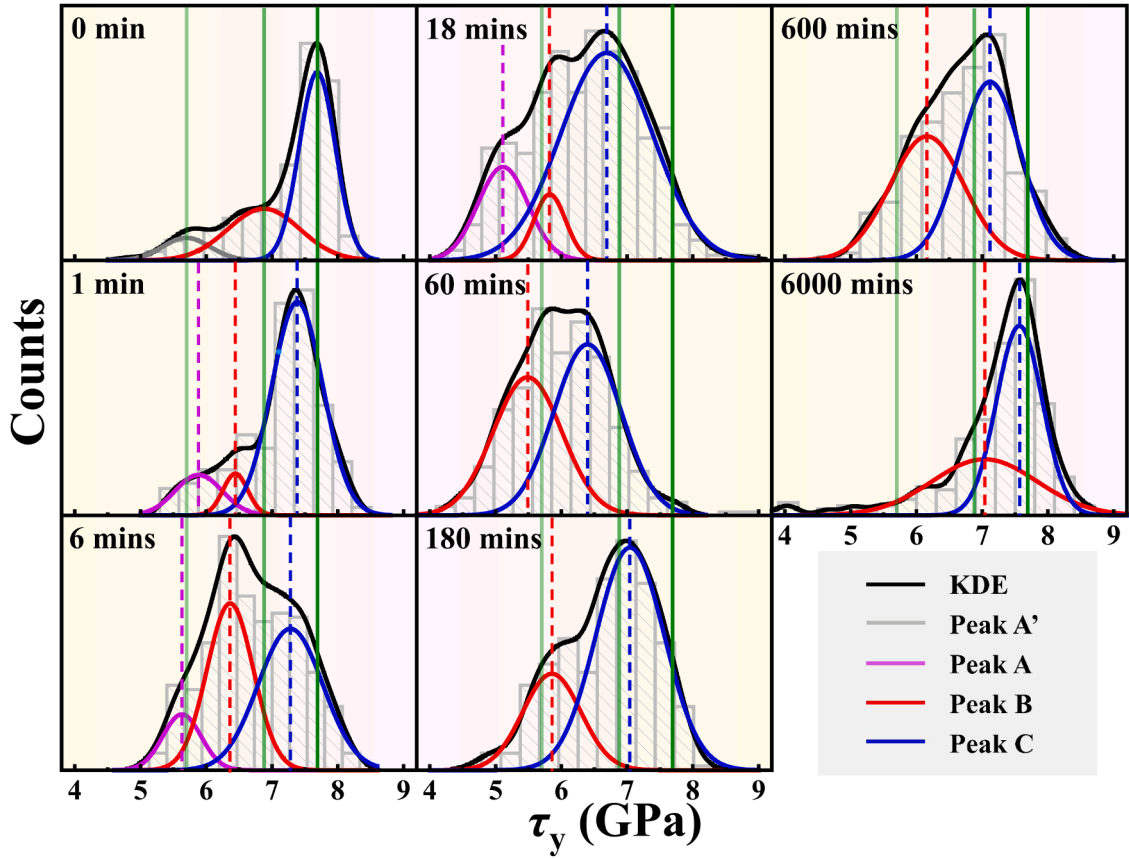 0 min
18 mins
600 mins
1 min
60 mins
6000 mins
6 mins
180 mins
Counts
4 5 6 7 8
KDE
Peak A’
Peak A
Peak B
Peak C
4 5 6 7 8 9
4 5 6 7 8 9
τy (GPa)